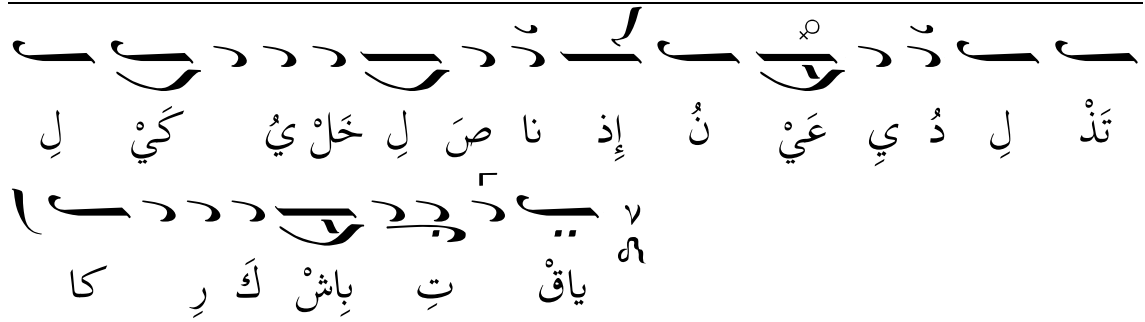 لِ كَيْ يُ خَلْ لِ صَ نا إِذ نُ عَيْ يِ دُ لِ تَذْ
كا رِ كَ بِاشْ تِ ياقْ